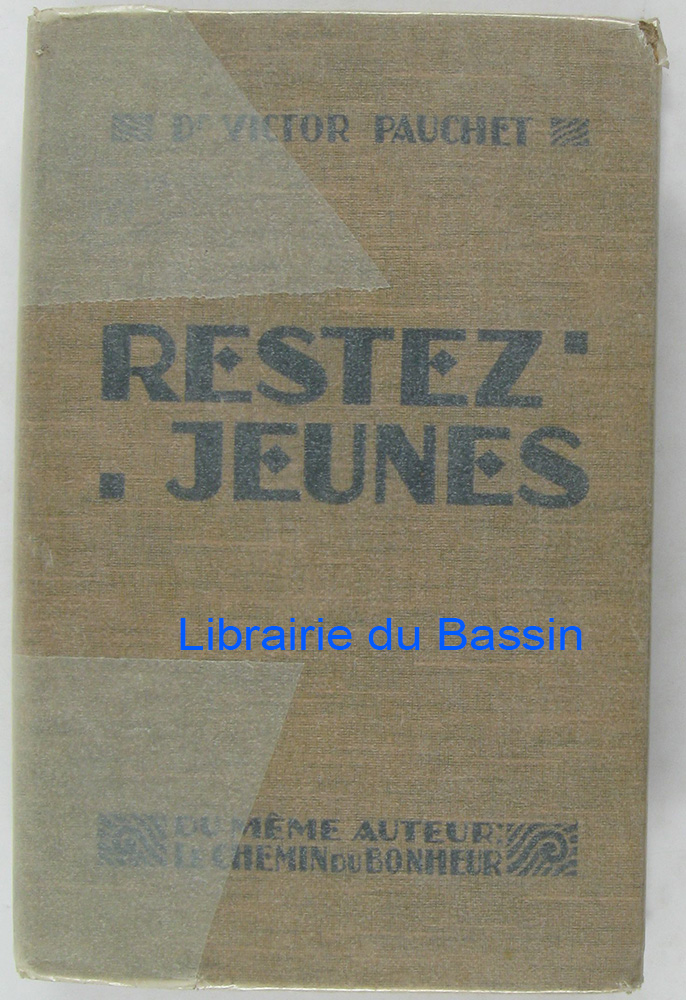 Dr VICTOR PAUCHET
RESTEZ
JEUNES
Librairie du Bassin
DU MÊME AUTEUR:
LE CHEMIN DU BONHEUR